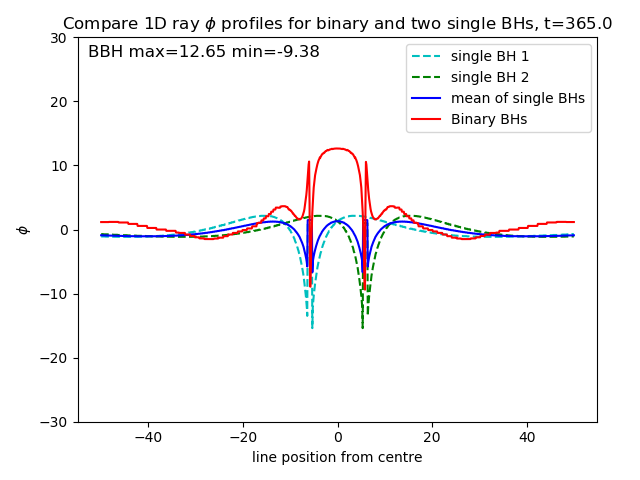 Compare 1D ray ϕ profiles for binary and two single BHs, t=365.0
BBH max=12.65 min=-9.38
single BH 1
single BH 2
mean of single BHs
Binary BHs
30
20
10
0
−10
−20
−30
ϕ
−40
−20
0
20
40
line position from centre